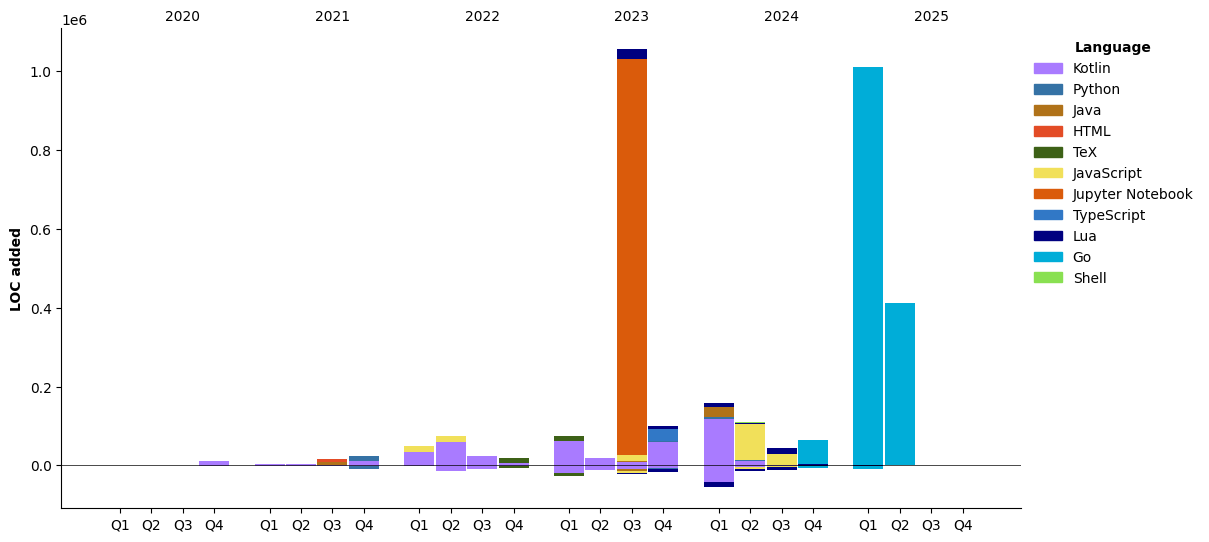 1e6
2020 2021 2022 2023 2024 2025
1.0
0.8
0.6
0.4
0.2
0.0
LOC added
Q1 Q2 Q3 Q4 Q1 Q2 Q3 Q4 Q1 Q2 Q3 Q4 Q1 Q2 Q3 Q4 Q1 Q2 Q3 Q4 Q1 Q2 Q3 Q4
Language
Kotlin
Python
Java
HTML
TeX
JavaScript
Jupyter Notebook
TypeScript
Lua
Go
Shell